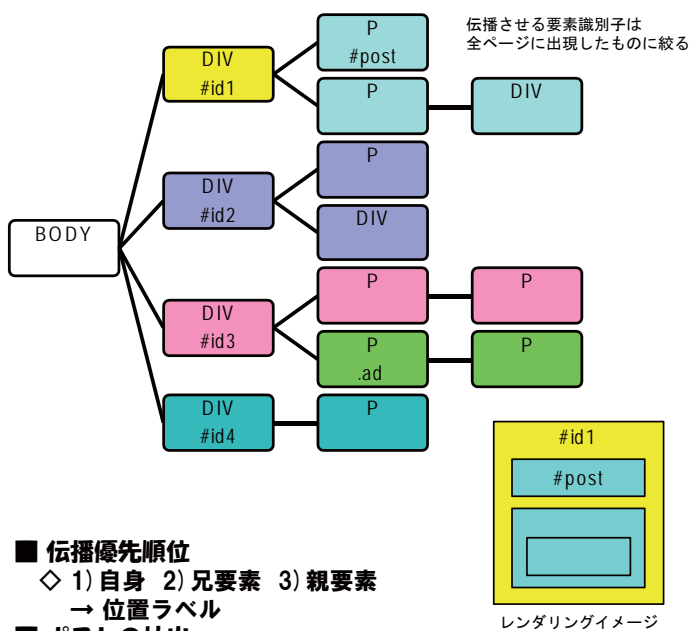 伝播させる要素識別子は
全ページに出現したものに絞る
P
#post
DIV
#id1
P
DIV
P
DIV
#id2
DIV
BODY
P
P
DIV
#id3
P
.ad
P
DIV
#id4
P
#id1
#post
レンダリングイメージ
■ 伝播優先順位
◇ 1)自身 2)兄要素 3)親要素
→ 位置ラベル